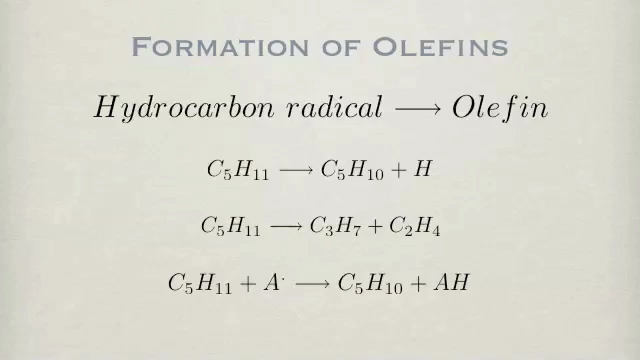 FORMATION OF OLEFINS
Hydrocarbon radical ⟶ Olefin
C₅H₁₁ ⟶ C₅H₁₀ + H
C₅H₁₁ ⟶ C₃H₇ + C₂H₄
C₅H₁₁ + A˙ ⟶ C₅H₁₀ + AH